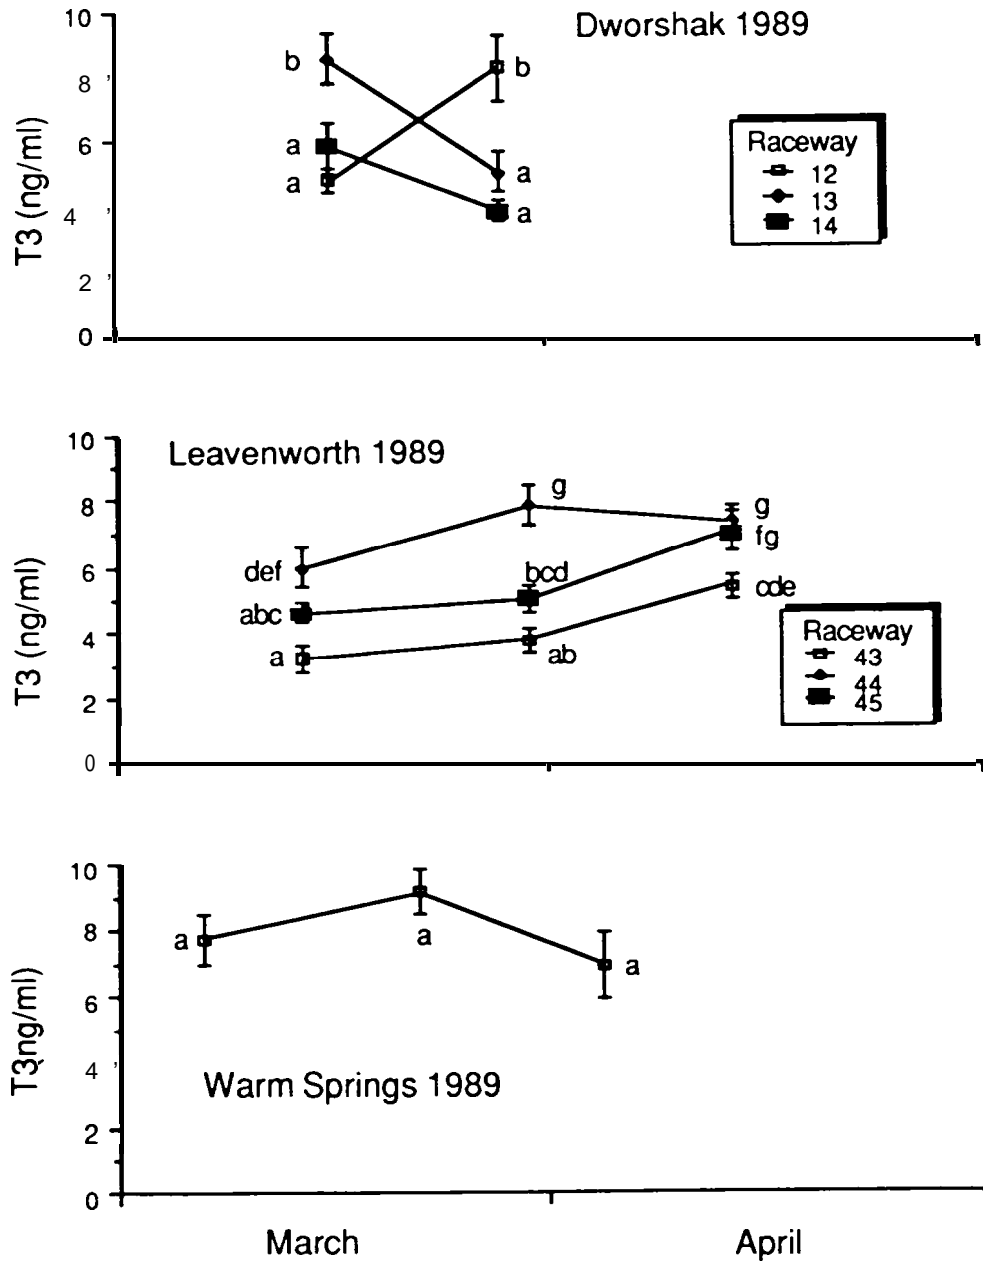 Dworshak 1989
10
8
6
4
2
0
T3 (ng/ml)
b
a
a
b
a
a
Raceway
12
13
14
Leavenworth 1989
10
8
6
4
2
0
T3 (ng/ml)
def
abc
a
g
bcd
ab
g
fg
cde
Raceway
43
44
45
Warm Springs 1989
10
8
6
4
2
0
T3(ng/ml)
a
a
a
March April